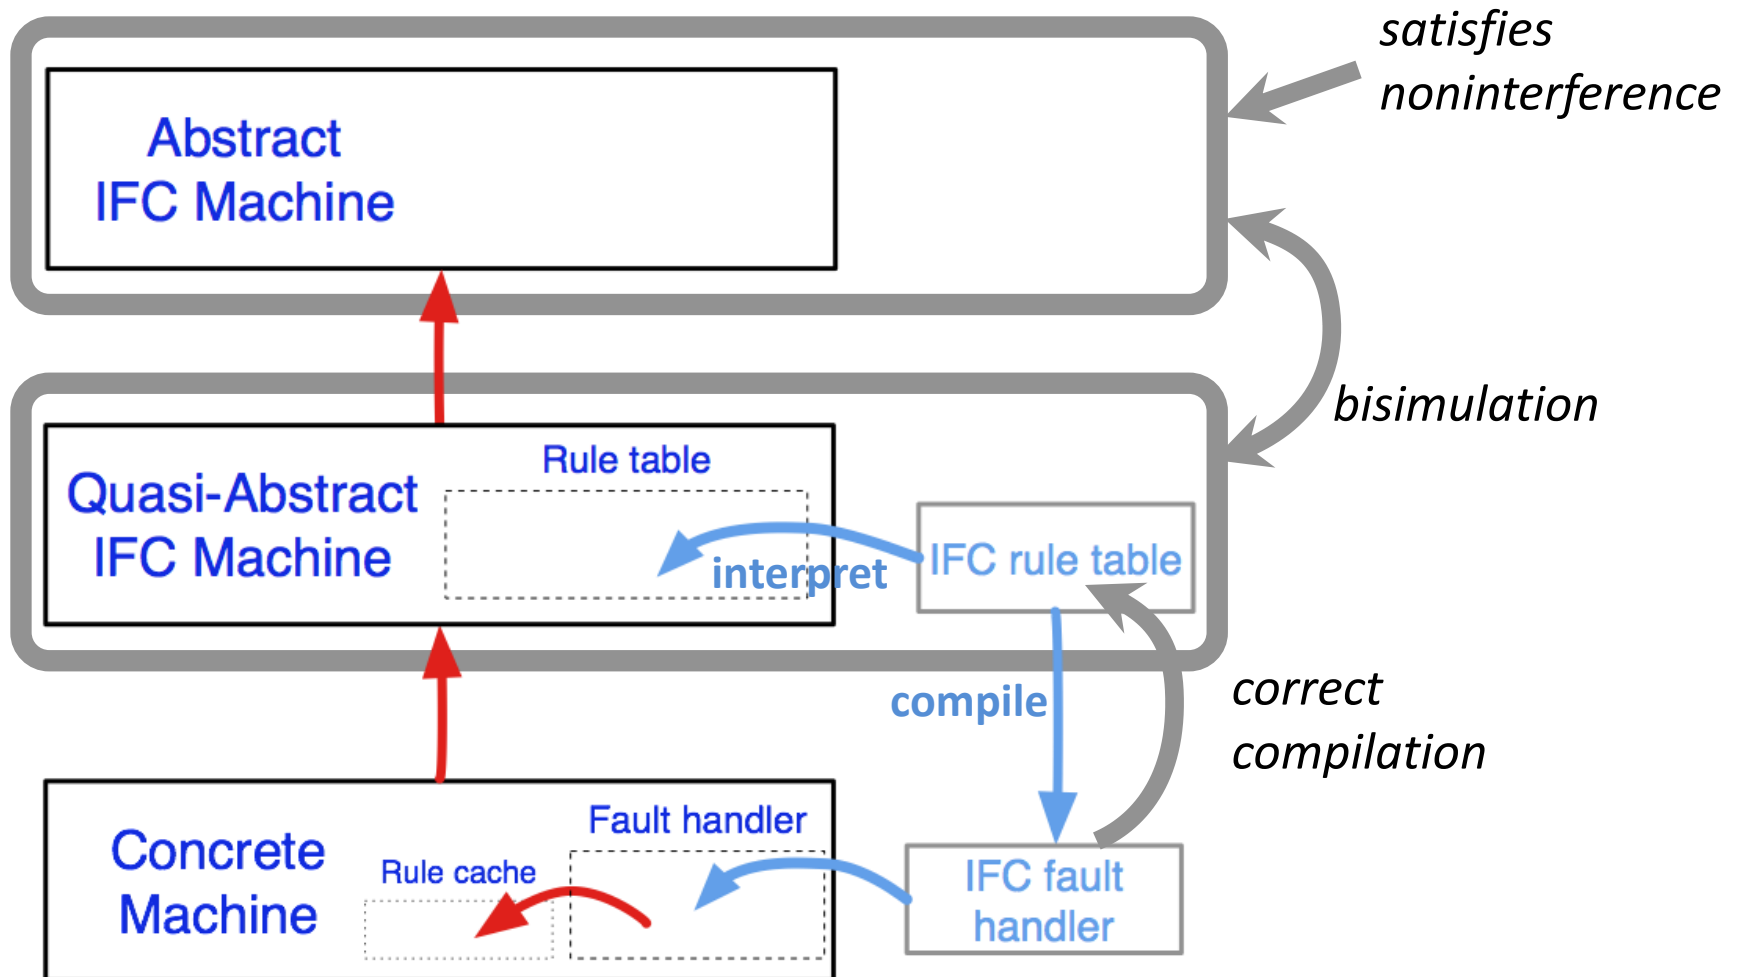 satisfies
noninterference
Abstract
IFC Machine
bisimulation
Rule table
Quasi-Abstract
IFC Machine
interpret
IFC rule table
compile
correct
compilation
Fault handler
Concrete
Machine
Rule cache
IFC fault
handler